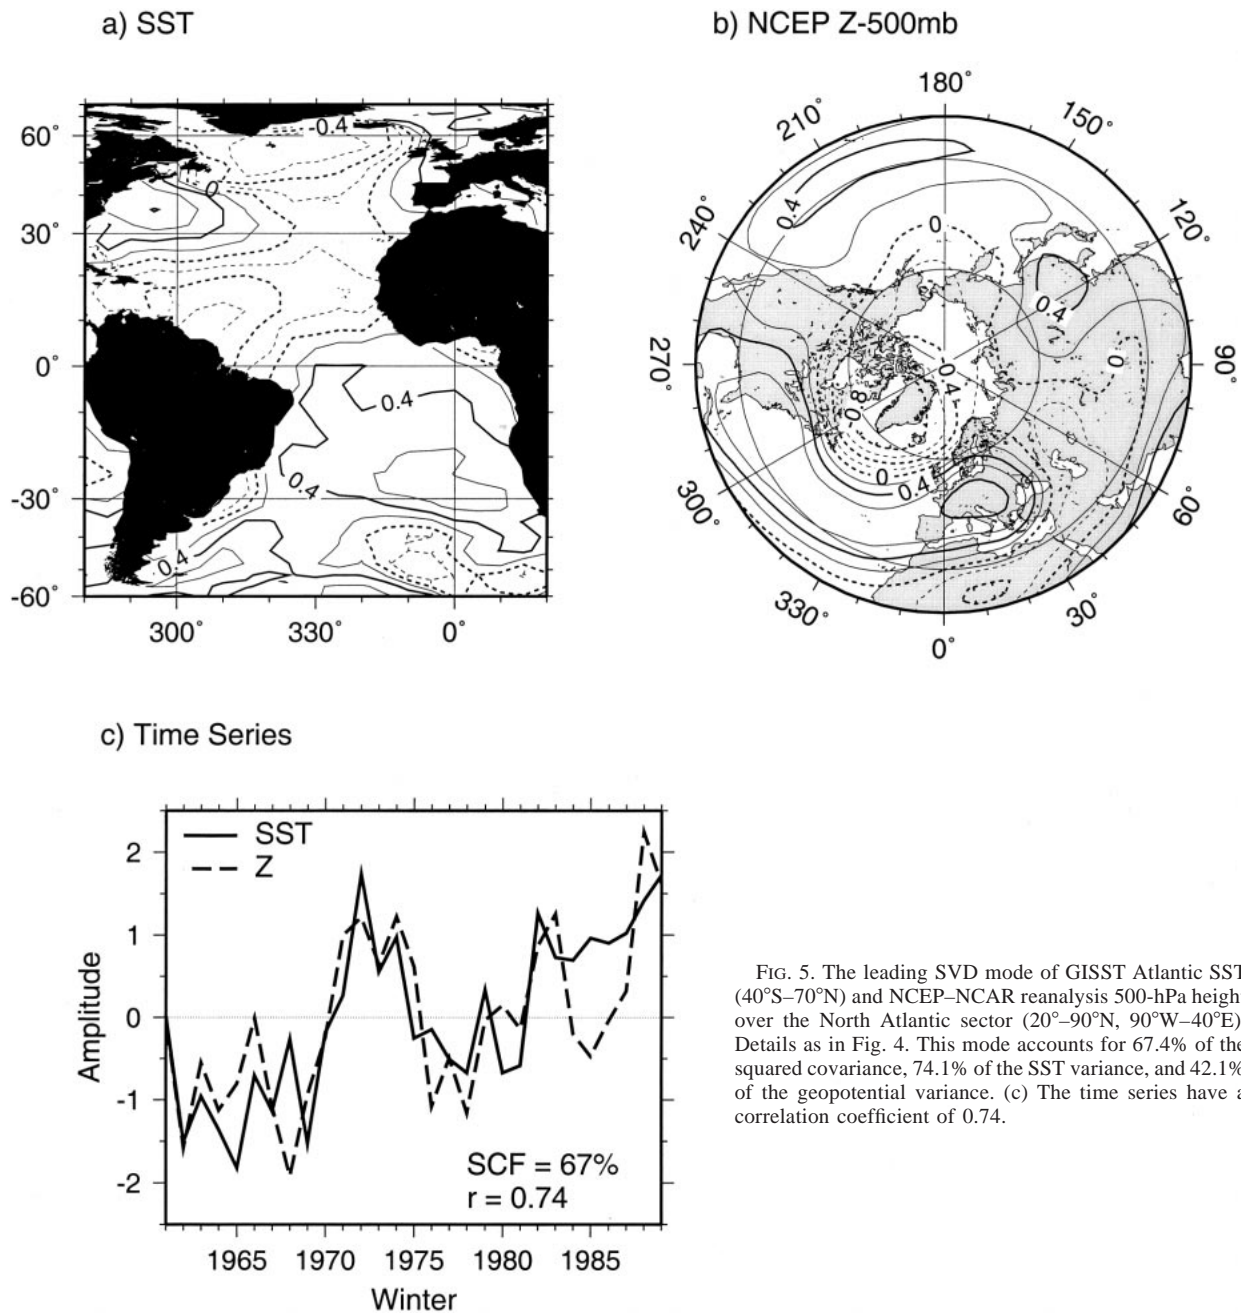 a) SST
b) NCEP Z-500mb
60°
30°
0°
-30°
-60°
300°
330°
0°
0.4
0
0.4
0.4
0.4
180°
210°
150°
240°
120°
270°
90°
300°
60°
330°
30°
0°
0.4
0
0.4
0
0.4
0.8
0
0.4
c) Time Series
SST
Z
2
1
0
-1
-2
Amplitude
SCF = 67%
r = 0.74
1965
1970
1975
1980
1985
Winter
FIG. 5. The leading SVD mode of GISST Atlantic SST
(40°S–70°N) and NCEP–NCAR reanalysis 500-hPa height
over the North Atlantic sector (20°–90°N, 90°W–40°E)
Details as in Fig. 4. This mode accounts for 67.4% of the
squared covariance, 74.1% of the SST variance, and 42.1%
of the geopotential variance. (c) The time series have a
correlation coefficient of 0.74.